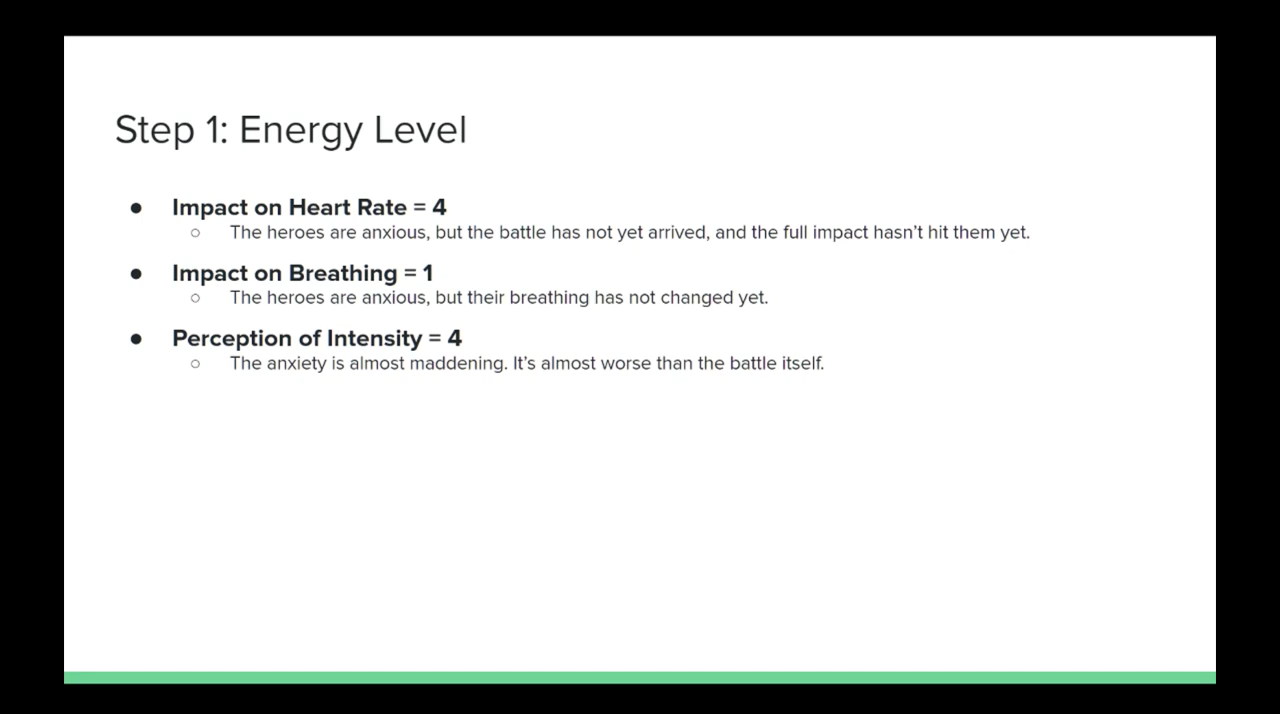 Step 1: Energy Level
● Impact on Heart Rate = 4
○ The heroes are anxious, but the battle has not yet arrived, and the full impact hasn’t hit them yet.
● Impact on Breathing = 1
○ The heroes are anxious, but their breathing has not changed yet.
● Perception of Intensity = 4
○ The anxiety is almost maddening. It’s almost worse than the battle itself.